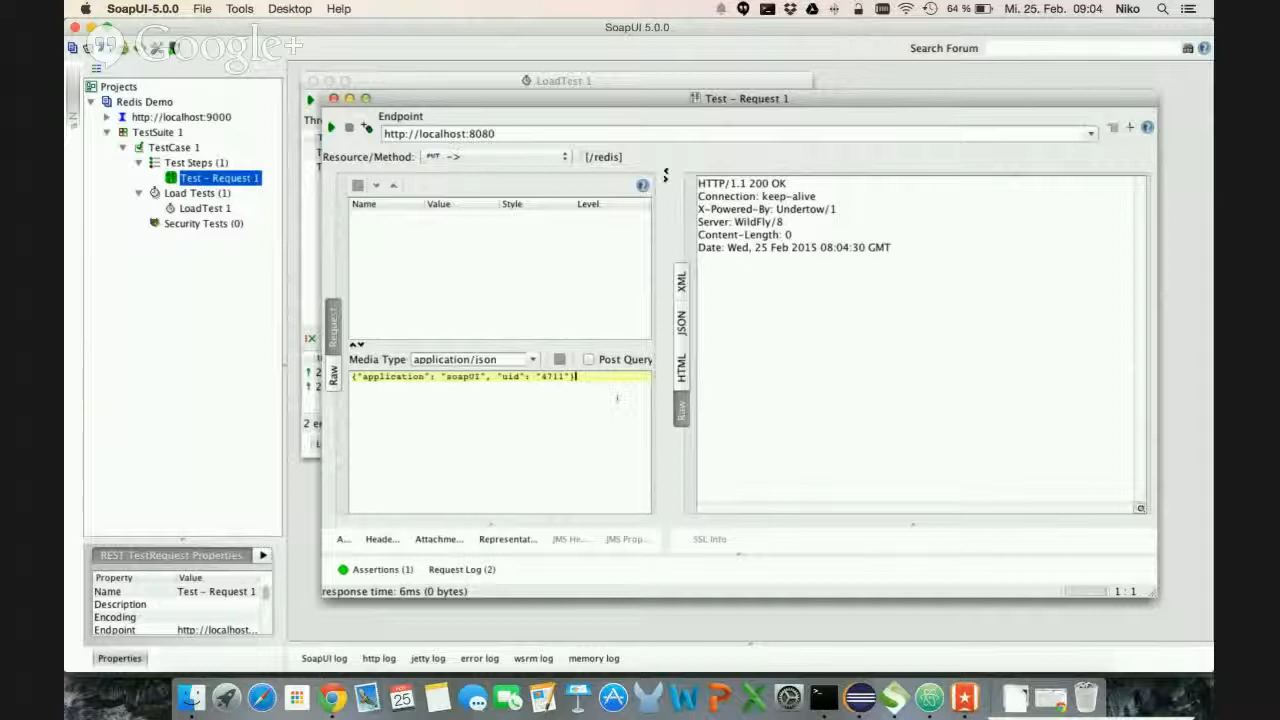 SoapUI-5.0.0 File Tools Desktop Help 64 % Mi. 25. Feb. 09:04 Niko
SoapUI 5.0.0
Google+
Search Forum
Projects
Redis Demo
http://localhost:9000
TestSuite 1
TestCase 1
Test Steps (1)
Test - Request 1
Load Tests (1)
LoadTest 1
Security Tests (0)
LoadTest 1
Test - Request 1
Endpoint
http://localhost:8080
Resource/Method: PUT -> [/redis]
Name Value Style Level
Request
Raw
Media Type application/json Post Query
{"application": "soapUI", "uid": "4711"}
XML
JSON
HTML
Raw
HTTP/1.1 200 OK
Connection: keep-alive
X-Powered-By: Undertow/1
Server: WildFly/8
Content-Length: 0
Date: Wed, 25 Feb 2015 08:04:30 GMT
A... Heade... Attachme... Representat... JMS He... JMS Prop... SSL Info
Assertions (1) Request Log (2)
response time: 6ms (0 bytes) 1 : 1
REST TestRequest Properties
Property Value
Name Test - Request 1
Description
Encoding
Endpoint http://localhost...
Properties
SoapUI log http log jetty log error log wsrm log memory log